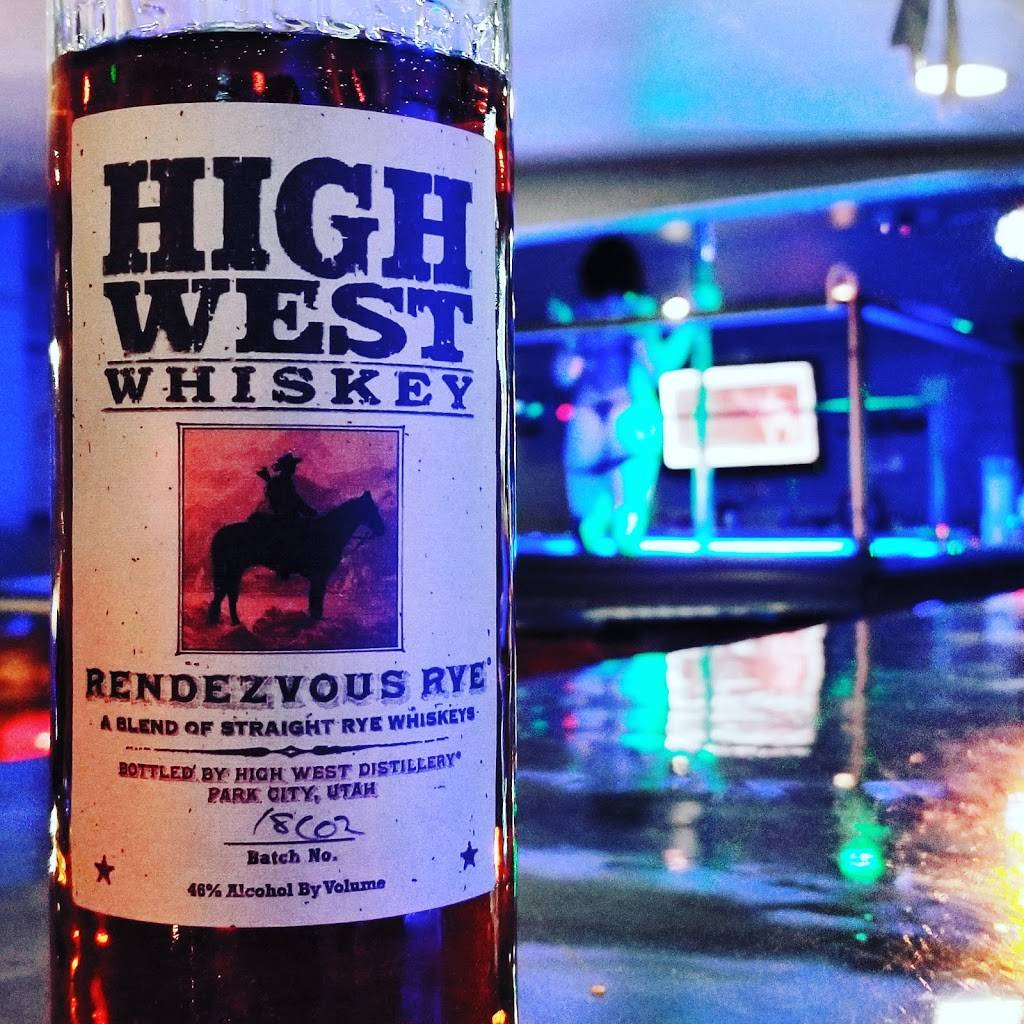 HIGH
WEST
WHISKEY
RENDEZVOUS RYE®
A BLEND OF STRAIGHT RYE WHISKEYS
BOTTLED BY HIGH WEST DISTILLERY®
PARK CITY, UTAH
18C02
Batch No.
46% Alcohol By Volume